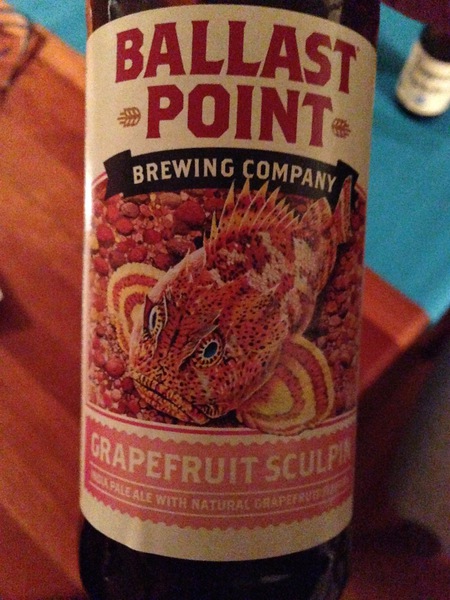 BALLAST
POINT
BREWING COMPANY
GRAPEFRUIT SCULPIN
INDIA PALE ALE WITH NATURAL GRAPEFRUIT